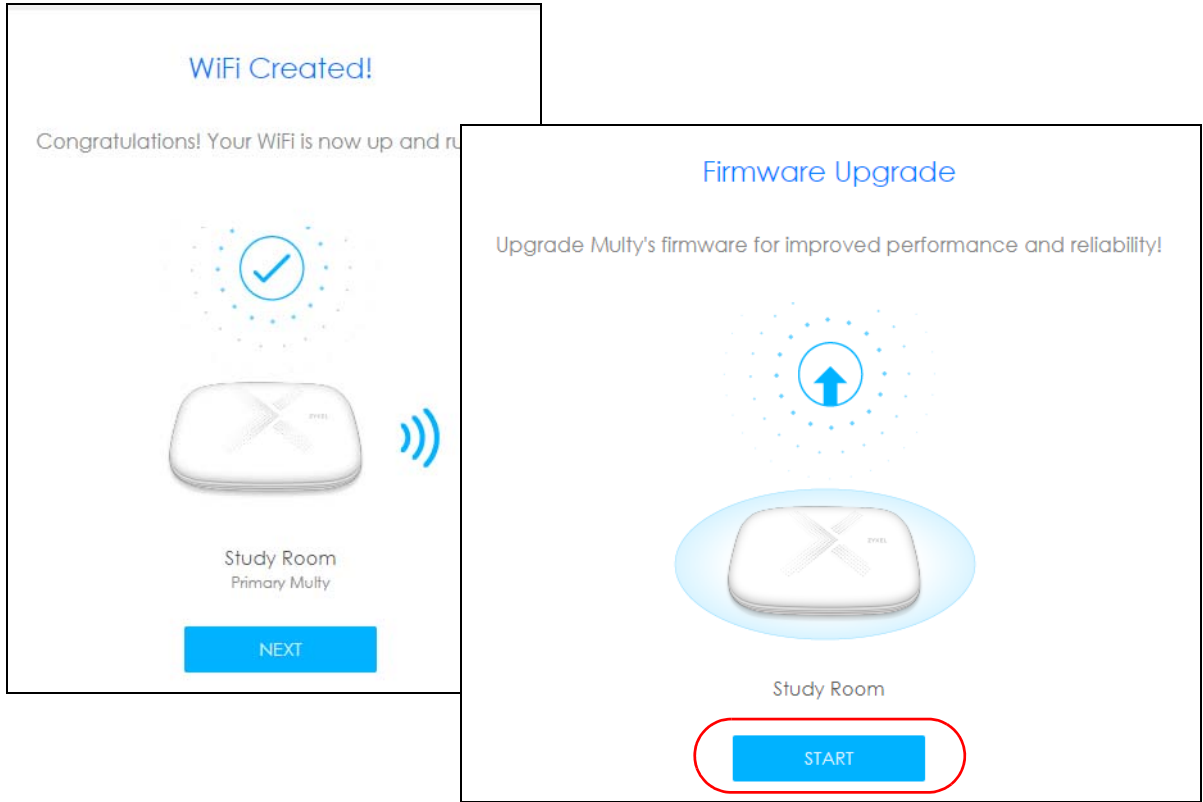 WiFi Created!
Congratulations! Your WiFi is now up and ru
ZYXEL
Study Room
Primary Multy
NEXT
Firmware Upgrade
Upgrade Multy's firmware for improved performance and reliability!
ZYXEL
Study Room
START